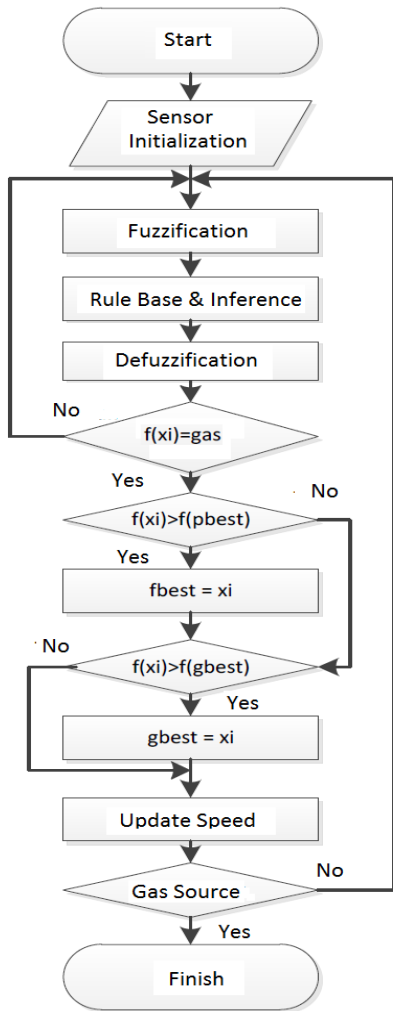 Start
Sensor
Initialization
Fuzzification
Rule Base & Inference
Defuzzification
No
f(xi)=gas
Yes
No
f(xi)>f(pbest)
Yes
fbest = xi
No
f(xi)>f(gbest)
Yes
gbest = xi
Update Speed
No
Gas Source
Yes
Finish